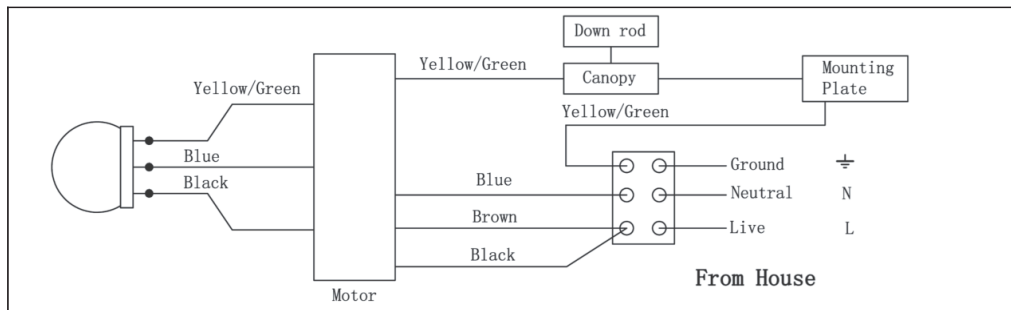 Down rod
Yellow/Green
Canopy
Mounting
Plate
Yellow/Green
Yellow/Green
Blue
Ground
Black
Blue
Neutral N
Brown
Live L
Black
From House
Motor